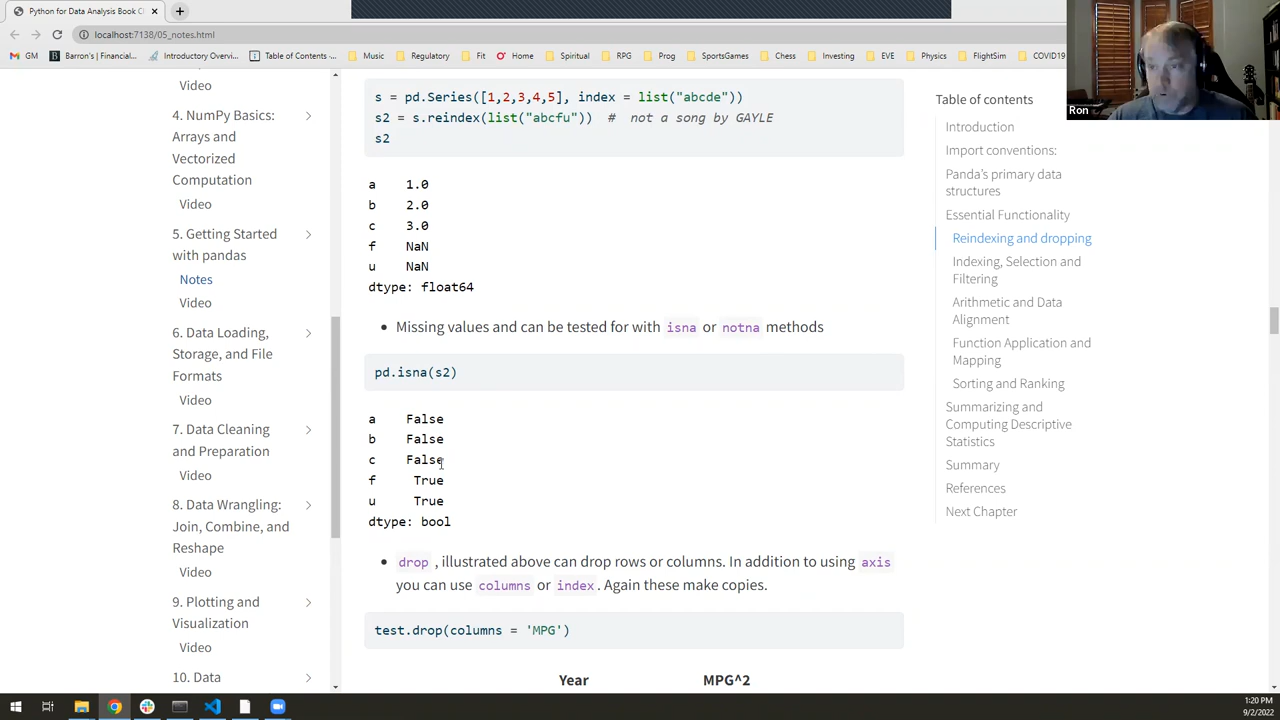 Python for Data Analysis Book Cl
localhost:7138/05_notes.html
GM
Barron's | Financial...
Introductory
Table of Conte...
Music
Home
Social
RPG
SportsGames
Chess
EVE
Physics
FlightSim
COVID19
Ron
Video
4. NumPy Basics:
Arrays and
Vectorized
Computation
Video
5. Getting Started
with pandas
Notes
Video
6. Data Loading,
Storage, and File
Formats
Video
7. Data Cleaning
and Preparation
Video
8. Data Wrangling:
Join, Combine, and
Reshape
Video
9. Plotting and
Visualization
Video
10. Data
s = pd.Series([1,2,3,4,5], index = list("abcde"))
s2 = s.reindex(list("abcfu")) # not a song by GAYLE
s2
a 1.0
b 2.0
c 3.0
f NaN
u NaN
dtype: float64
• Missing values and can be tested for with isna or notna methods
pd.isna(s2)
a False
b False
c False
f True
u True
dtype: bool
• drop , illustrated above can drop rows or columns. In addition to using axis
you can use columns or index. Again these make copies.
test.drop(columns = 'MPG')
Year MPG^2
Table of contents
Introduction
Import conventions:
Panda's primary data
structures
Essential Functionality
Reindexing and dropping
Indexing, Selection and
Filtering
Arithmetic and Data
Alignment
Function Application and
Mapping
Sorting and Ranking
Summarizing and
Computing Descriptive
Statistics
Summary
References
Next Chapter
1:20 PM
9/2/2022